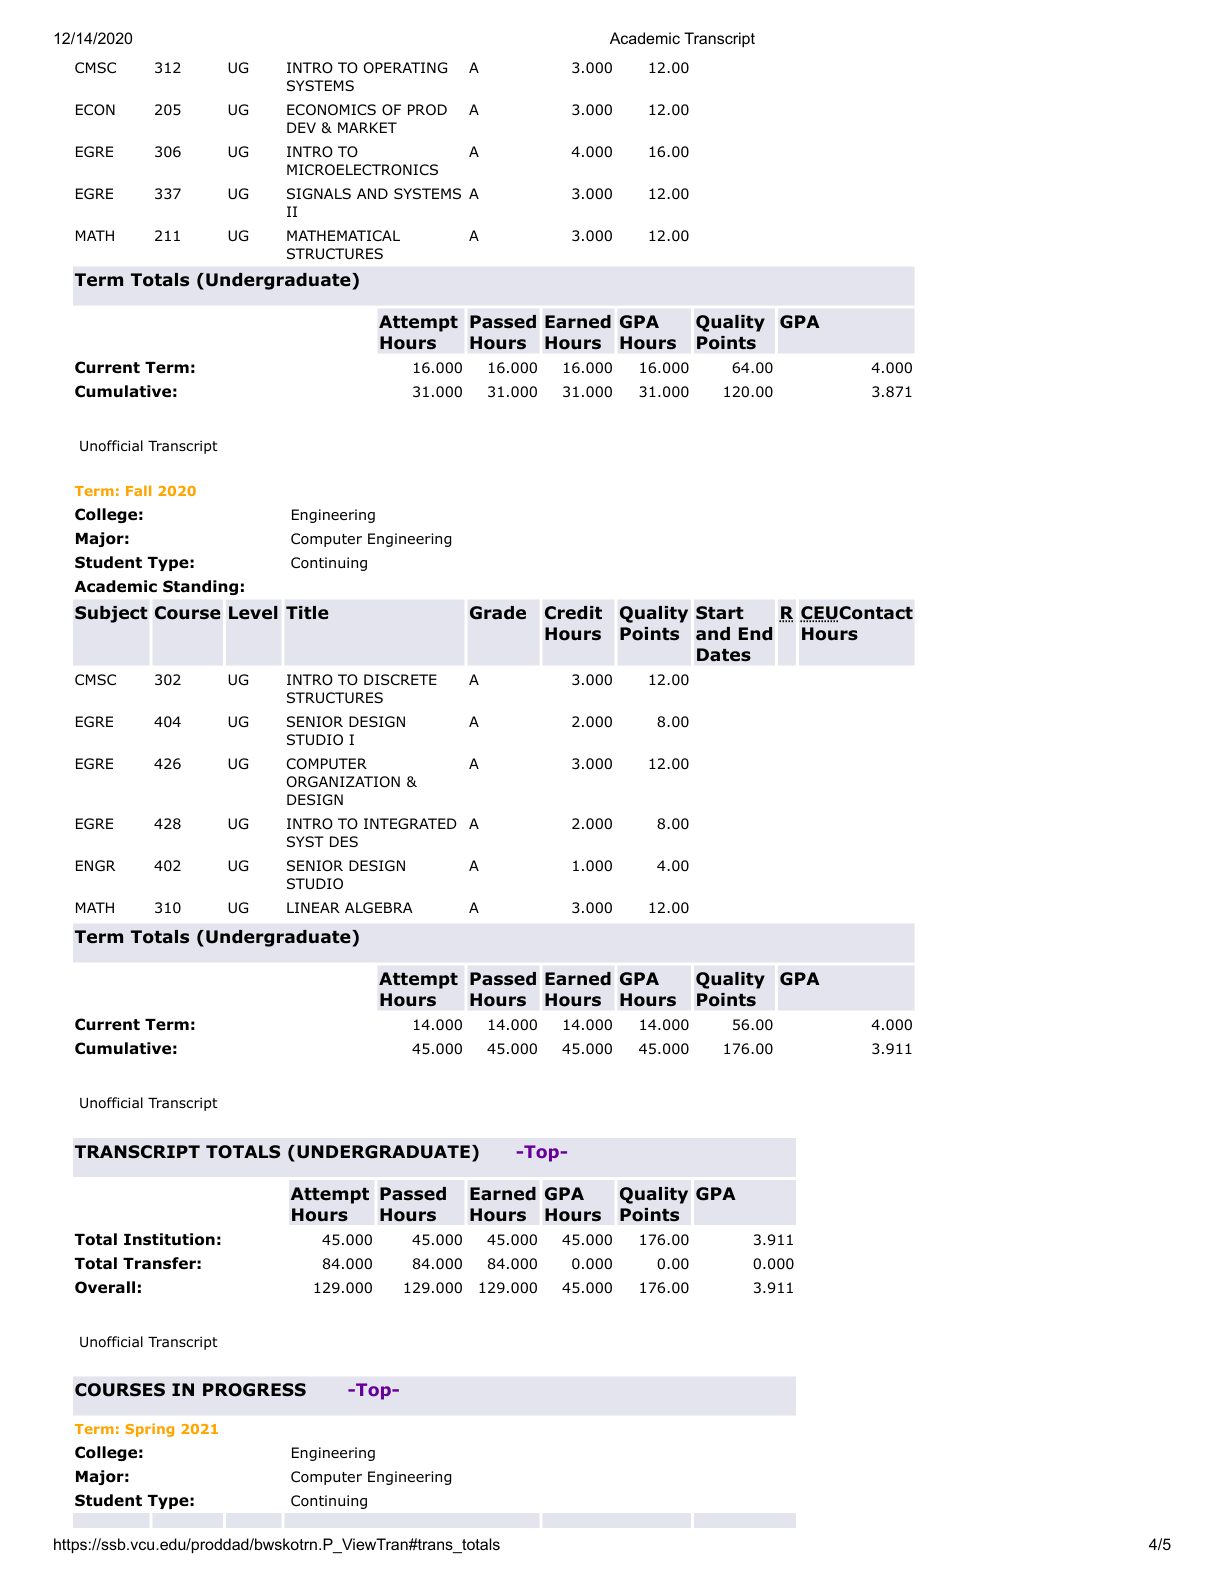 12/14/2020 Academic Transcript
CMSC 312 UG INTRO TO OPERATING A 3.000 12.00
SYSTEMS
ECON 205 UG ECONOMICS OF PROD A 3.000 12.00
DEV & MARKET
EGRE 306 UG INTRO TO A 4.000 16.00
MICROELECTRONICS
EGRE 337 UG SIGNALS AND SYSTEMS A 3.000 12.00
II
MATH 211 UG MATHEMATICAL A 3.000 12.00
STRUCTURES
Term Totals (Undergraduate)
Attempt Passed Earned GPA Quality GPA
Hours Hours Hours Hours Points
Current Term: 16.000 16.000 16.000 16.000 64.00 4.000
Cumulative: 31.000 31.000 31.000 31.000 120.00 3.871
Unofficial Transcript
Term: Fall 2020
College: Engineering
Major: Computer Engineering
Student Type: Continuing
Academic Standing:
Subject Course Level Title Grade Credit Quality Start R CEU Contact
Hours Points and End Hours
Dates
CMSC 302 UG INTRO TO DISCRETE A 3.000 12.00
STRUCTURES
EGRE 404 UG SENIOR DESIGN A 2.000 8.00
STUDIO I
EGRE 426 UG COMPUTER A 3.000 12.00
ORGANIZATION &
DESIGN
EGRE 428 UG INTRO TO INTEGRATED A 2.000 8.00
SYST DES
ENGR 402 UG SENIOR DESIGN A 1.000 4.00
STUDIO
MATH 310 UG LINEAR ALGEBRA A 3.000 12.00
Term Totals (Undergraduate)
Attempt Passed Earned GPA Quality GPA
Hours Hours Hours Hours Points
Current Term: 14.000 14.000 14.000 14.000 56.00 4.000
Cumulative: 45.000 45.000 45.000 45.000 176.00 3.911
Unofficial Transcript
TRANSCRIPT TOTALS (UNDERGRADUATE) -Top-
Attempt Passed Earned GPA Quality GPA
Hours Hours Hours Hours Points
Total Institution: 45.000 45.000 45.000 45.000 176.00 3.911
Total Transfer: 84.000 84.000 84.000 0.000 0.00 0.000
Overall: 129.000 129.000 129.000 45.000 176.00 3.911
Unofficial Transcript
COURSES IN PROGRESS -Top-
Term: Spring 2021
College: Engineering
Major: Computer Engineering
Student Type: Continuing
https://ssb.vcu.edu/proddad/bwskotrn.P_ViewTran#trans_totals 4/5